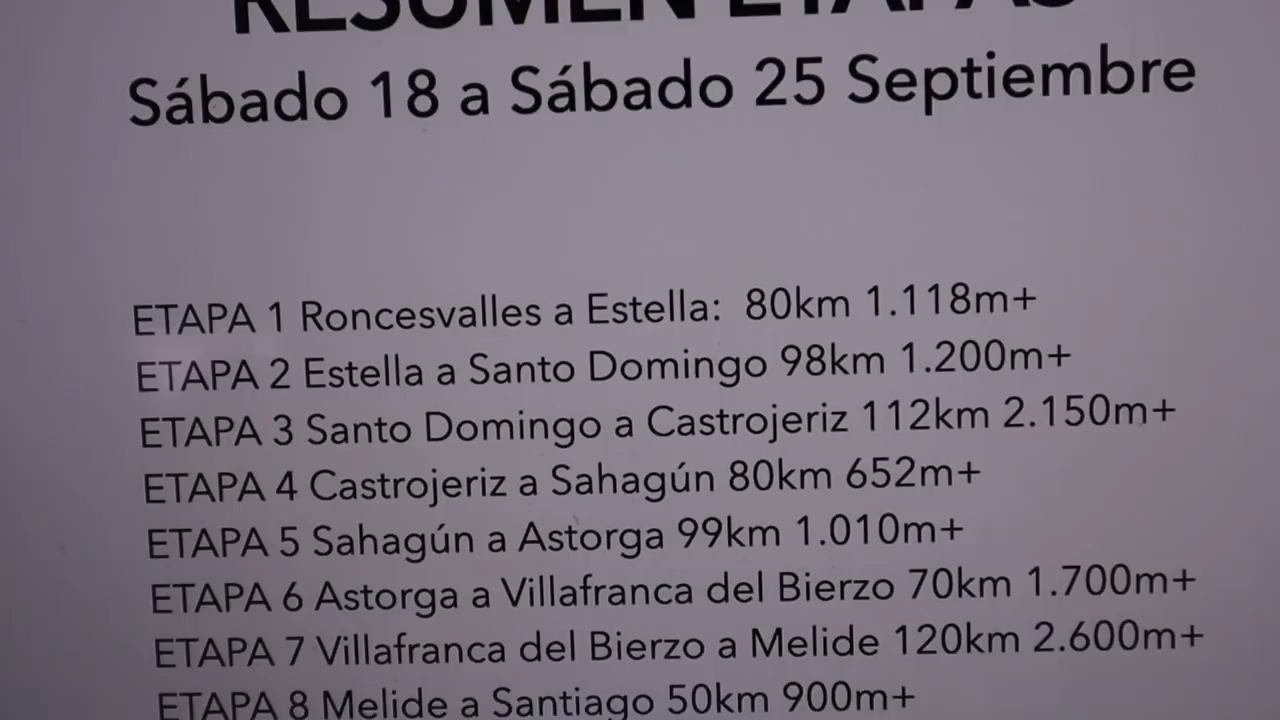 RESUMEN ETAPAS
Sábado 18 a Sábado 25 Septiembre
ETAPA 1 Roncesvalles a Estella: 80km 1.118m+
ETAPA 2 Estella a Santo Domingo 98km 1.200m+
ETAPA 3 Santo Domingo a Castrojeriz 112km 2.150m+
ETAPA 4 Castrojeriz a Sahagún 80km 652m+
ETAPA 5 Sahagún a Astorga 99km 1.010m+
ETAPA 6 Astorga a Villafranca del Bierzo 70km 1.700m+
ETAPA 7 Villafranca del Bierzo a Melide 120km 2.600m+
ETAPA 8 Melide a Santiago 50km 900m+